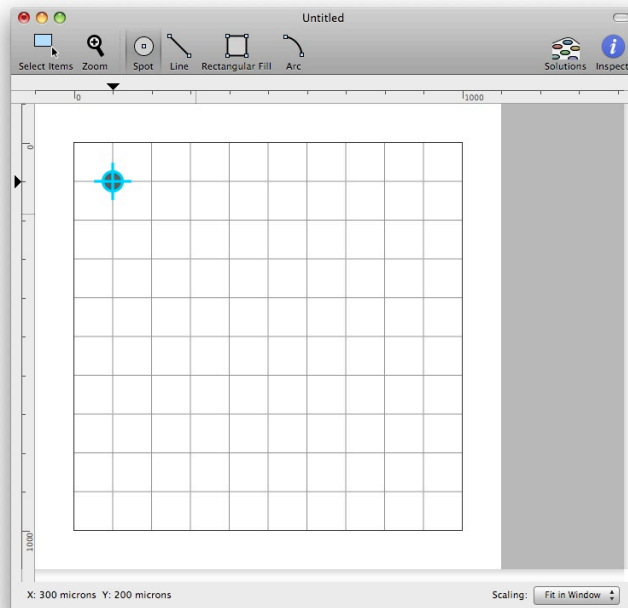 Untitled
Select Items Zoom Spot Line Rectangular Fill Arc Solutions Inspect
0 1000
0
1000
X: 300 microns Y: 200 microns Scaling: Fit in Window